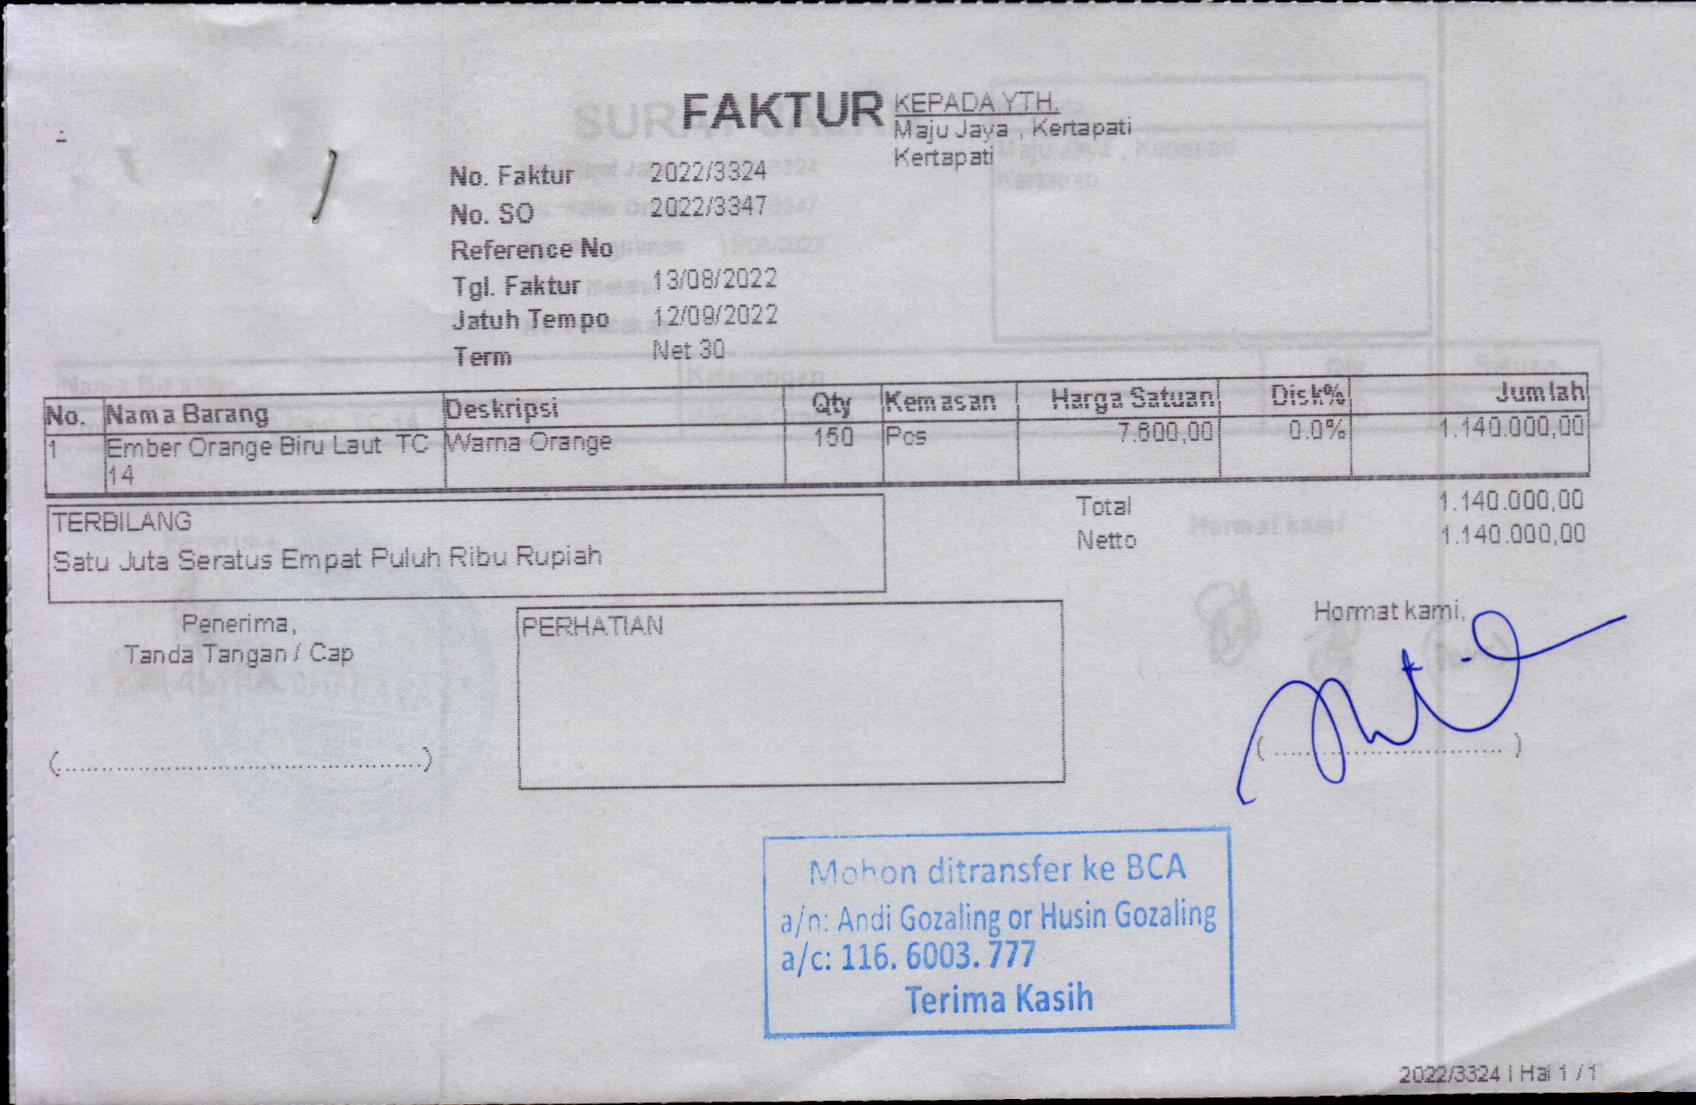 FAKTUR
KEPADA YTH.
Maju Jaya , Kertapati
Kertapati
No. Faktur 2022/3324
No. SO 2022/3347
Reference No
Tgl. Faktur 13/08/2022
Jatuh Tempo 12/09/2022
Term Net 30
No. Nama Barang Deskripsi Qty Kemasan Harga Satuan Disk% Jumlah
1 Ember Orange Biru Laut TC Warna Orange 150 Pcs 7.600,00 0.0% 1.140.000,00
14
Total 1.140.000,00
Netto 1.140.000,00
TERBILANG
Satu Juta Seratus Empat Puluh Ribu Rupiah
Penerima,
Tanda Tangan / Cap
(..............................................)
PERHATIAN
Hormat kami,
( ............................. )
Mohon ditransfer ke BCA
a/n: Andi Gozaling or Husin Gozaling
a/c: 116. 6003. 777
Terima Kasih
2022/3324 | Hal 1 / 1